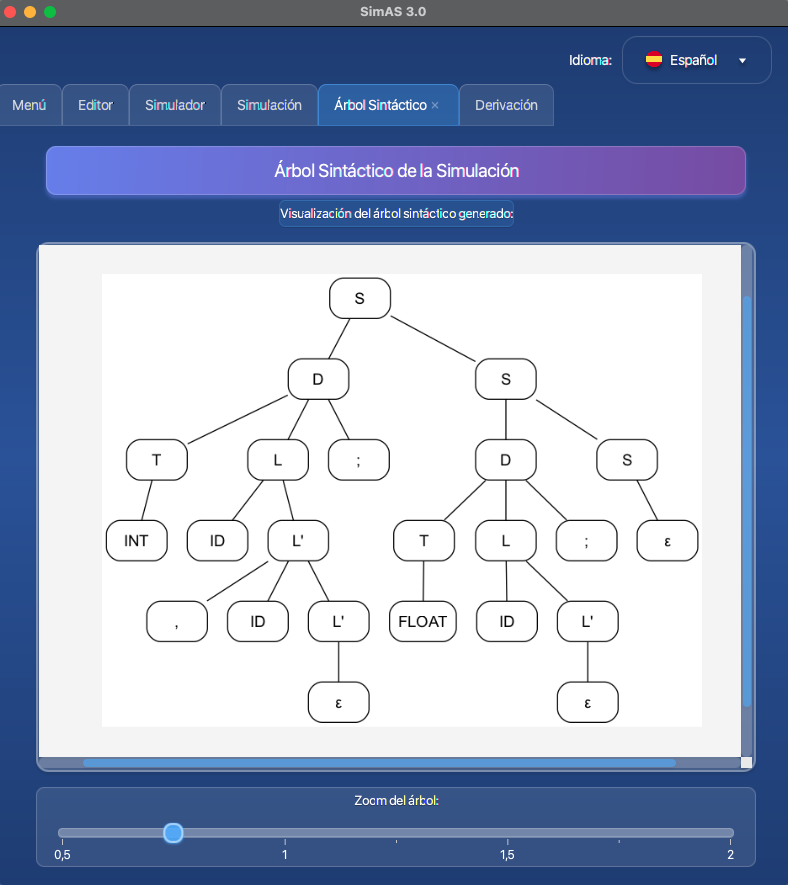 SimAS 3.0
Idioma: Español
Menú Editor Simulador Simulación Árbol Sintáctico × Derivación
Árbol Sintáctico de la Simulación
Visualización del árbol sintáctico generado:
S
D S
T L ; D S
INT ID L' T L ; ε
, ID L' FLOAT ID L'
ε ε
Zoom del árbol:
0,5 1 1,5 2